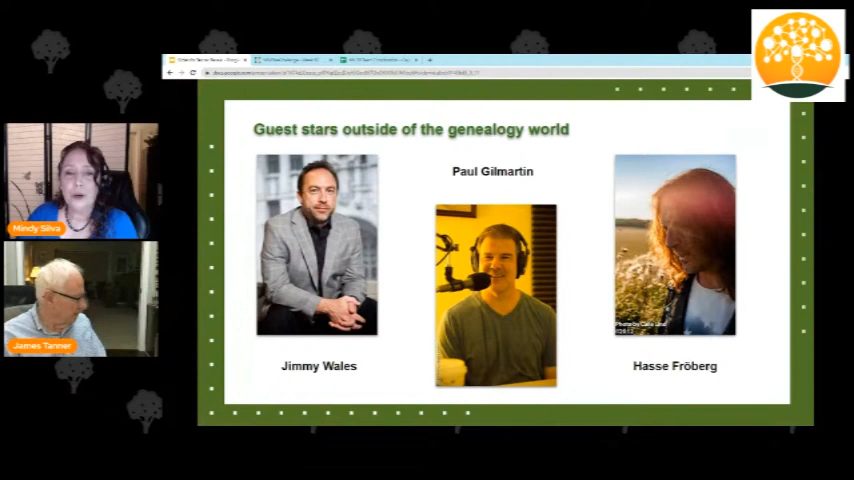 Guest stars outside of the genealogy world
Paul Gilmartin
Mindy Silva
James Tanner
Jimmy Wales
Hasse Fröberg